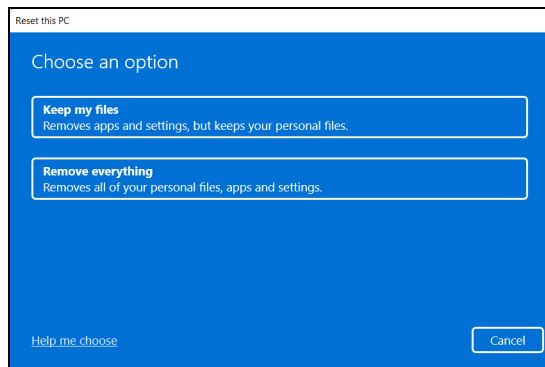 Reset this PC
Choose an option
Keep my files
Removes apps and settings, but keeps your personal files.
Remove everything
Removes all of your personal files, apps and settings.
Help me choose
Cancel